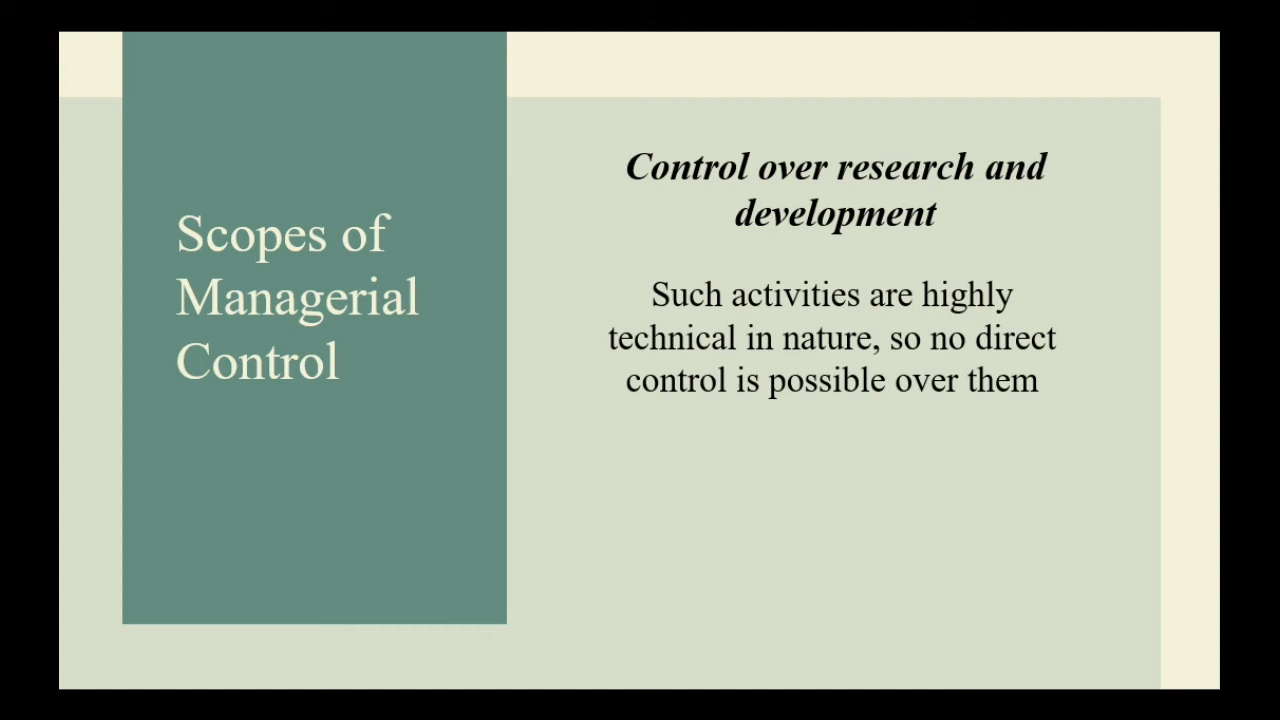 Scopes of
Managerial
Control
Control over research and
development
Such activities are highly
technical in nature, so no direct
control is possible over them